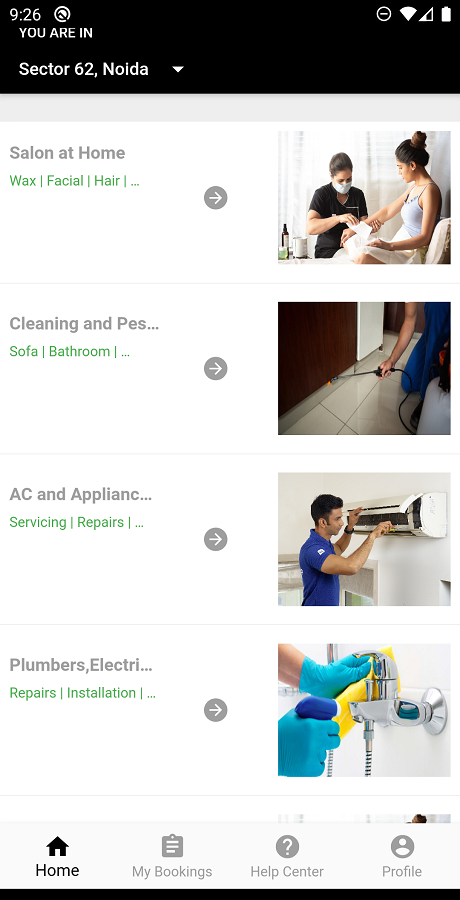 9:26
YOU ARE IN
Sector 62, Noida
Salon at Home
Wax | Facial | Hair | ...
Cleaning and Pes...
Sofa | Bathroom | ...
AC and Applianc...
Servicing | Repairs | ...
Plumbers,Electri...
Repairs | Installation | ...
Home
My Bookings
Help Center
Profile